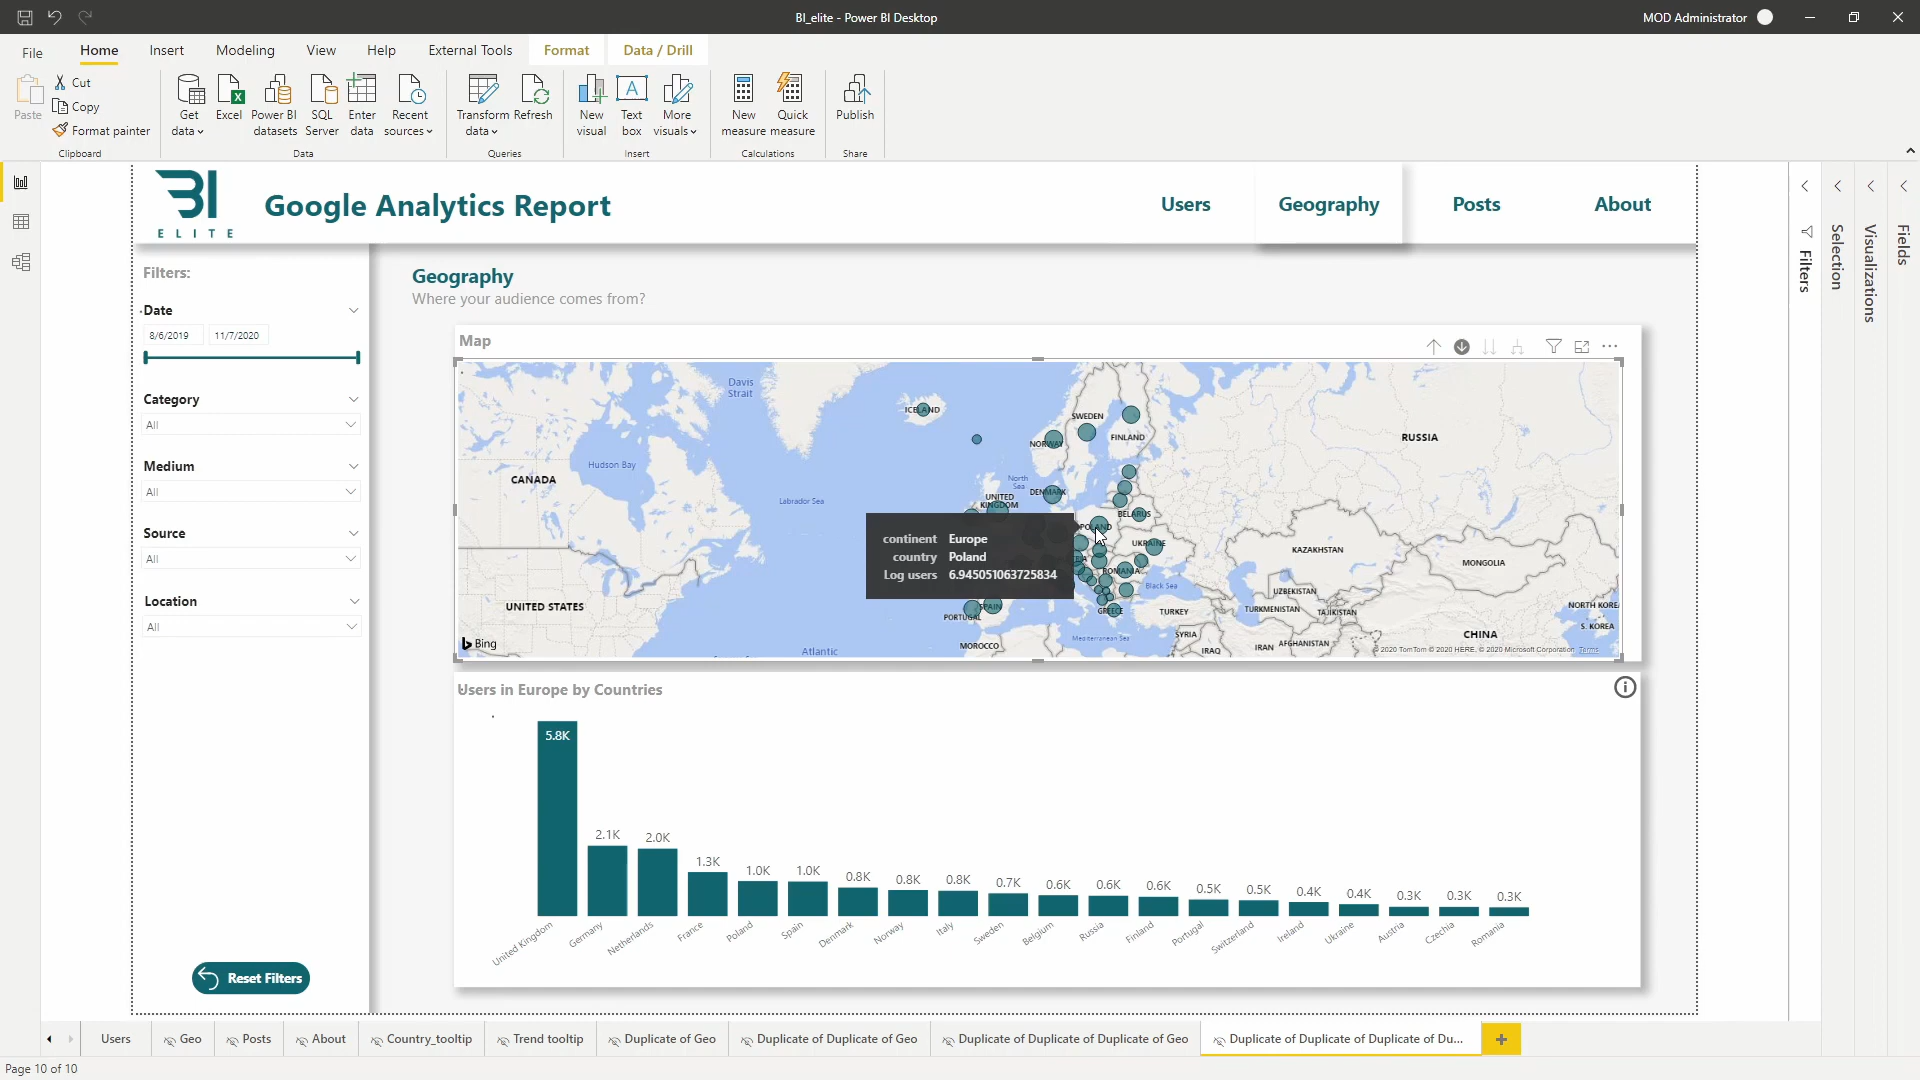 BI_elite - Power BI Desktop
MOD Administrator
File
Home
Insert
Modeling
View
Help
External Tools
Format
Data / Drill
Paste
Cut
Copy
Format painter
Clipboard
Get data
Excel
Power BI datasets
SQL Server
Enter data
Recent sources
Data
Transform data
Refresh
Queries
New visual
Text box
More visuals
Insert
New measure
Quick measure
Calculations
Publish
Share
BI
ELITE
Google Analytics Report
Users
Geography
Posts
About
Filters
Selection
Visualizations
Fields
Filters:
Date
8/6/2019
11/7/2020
Category
All
Medium
All
Source
All
Location
All
Reset Filters
Geography
Where your audience comes from?
Map
Davis Strait
ICELAND
SWEDEN
NORWAY
FINLAND
RUSSIA
Hudson Bay
CANADA
Labrador Sea
North Sea
DENMARK
UNITED KINGDOM
BELARUS
POLAND
continent Europe
country Poland
Log users 6.945051063725834
UKRAINE
ROMANIA
KAZAKHSTAN
MONGOLIA
Black Sea
UZBEKISTAN
UNITED STATES
SPAIN
PORTUGAL
GREECE
TURKEY
TURKMENISTAN
TAJIKISTAN
NORTH KORE
S. KOREA
Mediterranean Sea
SYRIA
CHINA
Bing
Atlantic
MOROCCO
IRAQ
IRAN
AFGHANISTAN
© 2020 TomTom © 2020 HERE, © 2020 Microsoft Corporation Terms
Users in Europe by Countries
5.8K
2.1K
2.0K
1.3K
1.0K
1.0K
0.8K
0.8K
0.8K
0.7K
0.6K
0.6K
0.6K
0.5K
0.5K
0.4K
0.4K
0.3K
0.3K
0.3K
United Kingdom
Germany
Netherlands
France
Poland
Spain
Denmark
Norway
Italy
Sweden
Belgium
Russia
Finland
Portugal
Switzerland
Ireland
Ukraine
Austria
Czechia
Romania
Users
Geo
Posts
About
Country_tooltip
Trend tooltip
Duplicate of Geo
Duplicate of Duplicate of Geo
Duplicate of Duplicate of Duplicate of Geo
Duplicate of Duplicate of Duplicate of Du...
Page 10 of 10